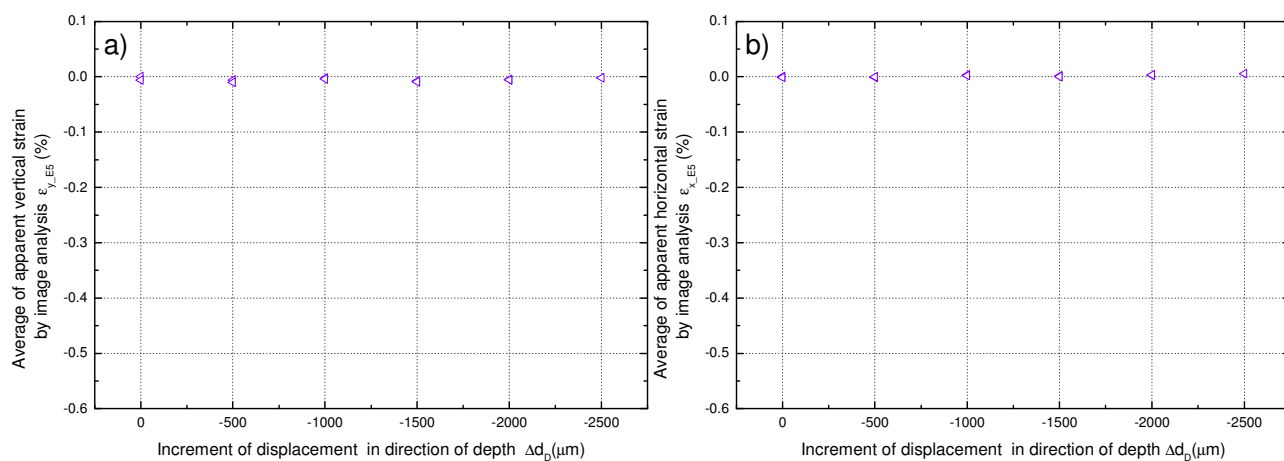 a)
Average of apparent vertical strain
by image analysis ε_y_E5 (%)
0.1
0.0
-0.1
-0.2
-0.3
-0.4
-0.5
-0.6
0 -500 -1000 -1500 -2000 -2500
Increment of displacement in direction of depth Δd_D(μm)
b)
Average of apparent horizontal strain
by image analysis ε_x_E5 (%)
0.1
0.0
-0.1
-0.2
-0.3
-0.4
-0.5
-0.6
0 -500 -1000 -1500 -2000 -2500
Increment of displacement in direction of depth Δd_D(μm)